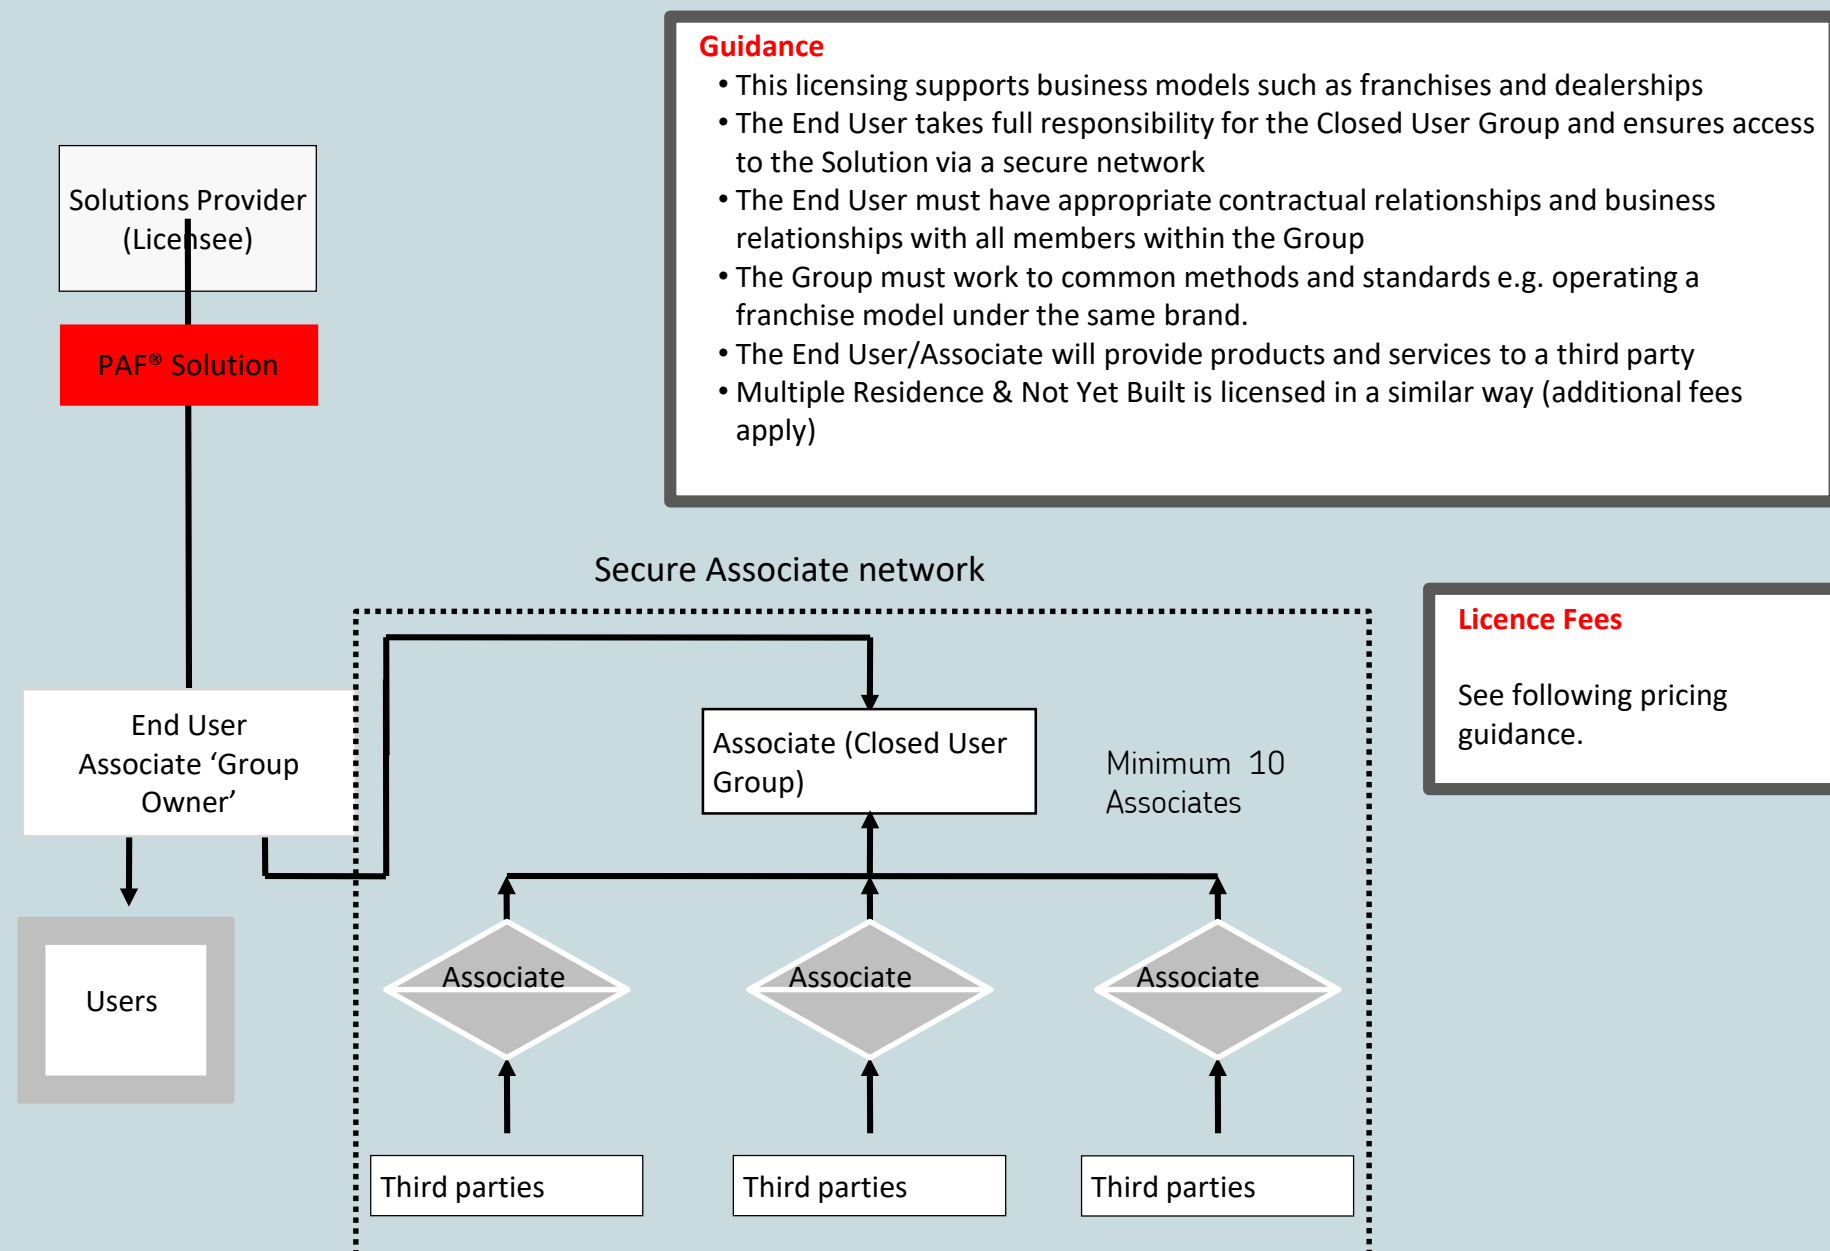 Guidance
• This licensing supports business models such as franchises and dealerships
• The End User takes full responsibility for the Closed User Group and ensures access
to the Solution via a secure network
• The End User must have appropriate contractual relationships and business
relationships with all members within the Group
• The Group must work to common methods and standards e.g. operating a
franchise model under the same brand.
• The End User/Associate will provide products and services to a third party
• Multiple Residence & Not Yet Built is licensed in a similar way (additional fees
apply)
Solutions Provider
(Licensee)
PAF® Solution
Secure Associate network
Licence Fees
See following pricing
guidance.
End User
Associate ‘Group
Owner’
Associate (Closed User
Group)
Minimum 10
Associates
Users
Associate
Associate
Associate
Third parties
Third parties
Third parties